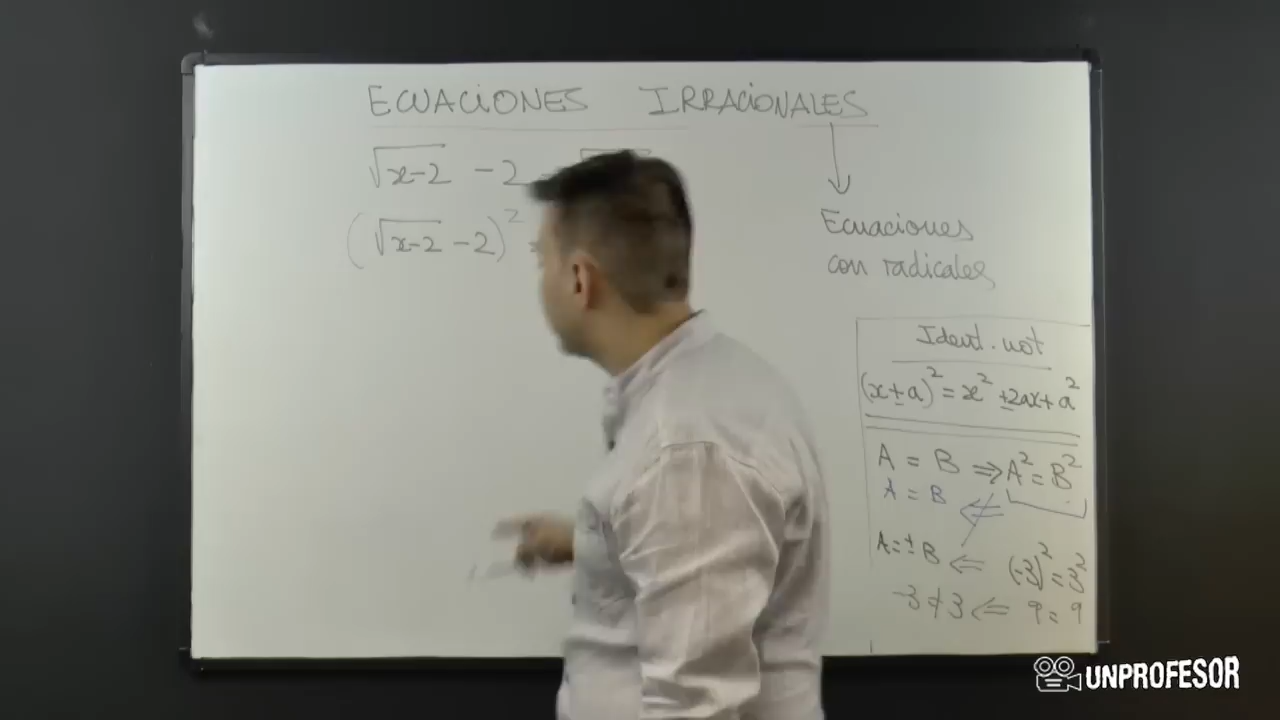 ECUACIONES IRRACIONALES
√x-2 - 2
(√x-2 - 2)² =
Ecuaciones
con radicales
Ident. not
(x±a)² = x² ±2ax+a²
A = B ⇒ A² = B²
A = B ⇐
A=±B ⇐ (-3)² = 3²
-3≠3 ⇐ 9 = 9
UNPROFESOR